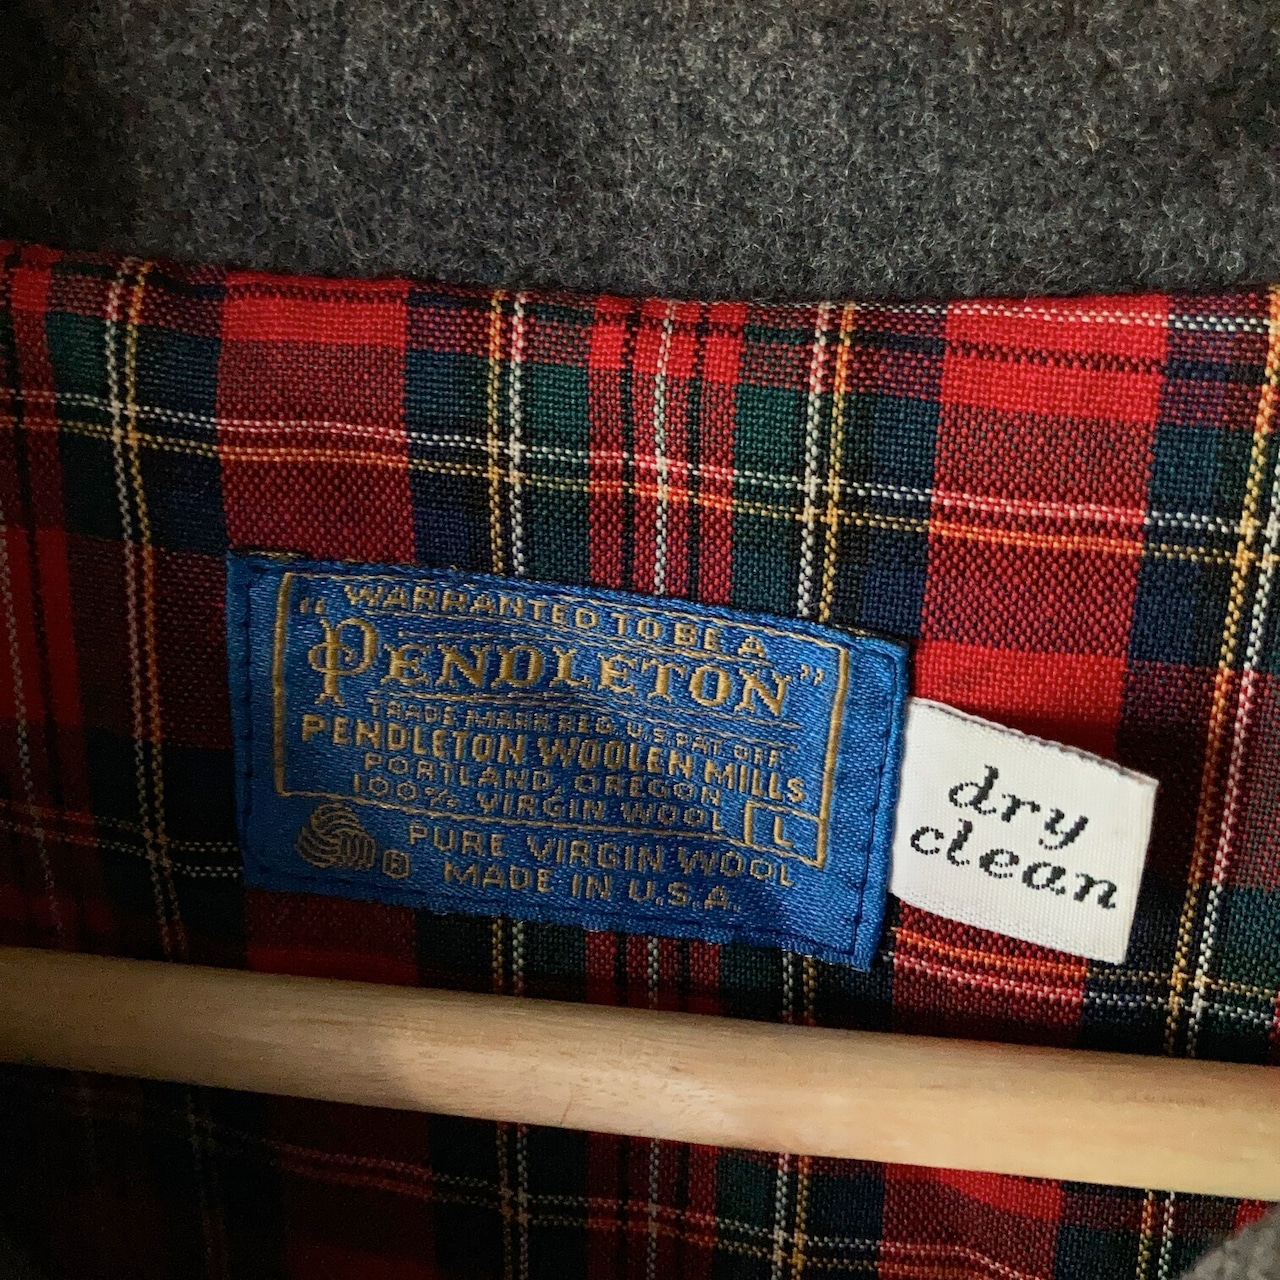 "WARRANTED TO BE A
PENDLETON"
TRADE MARK REG. U.S. PAT. OFF.
PENDLETON WOOLEN MILLS
PORTLAND, OREGON
100% VIRGIN WOOL L
PURE VIRGIN WOOL
® MADE IN U.S.A.
dry
clean